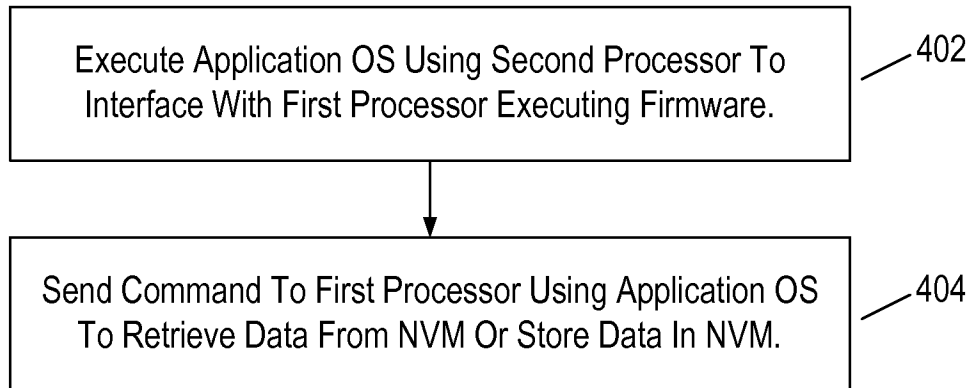 Execute Application OS Using Second Processor To
Interface With First Processor Executing Firmware.
402
Send Command To First Processor Using Application OS
To Retrieve Data From NVM Or Store Data In NVM.
404